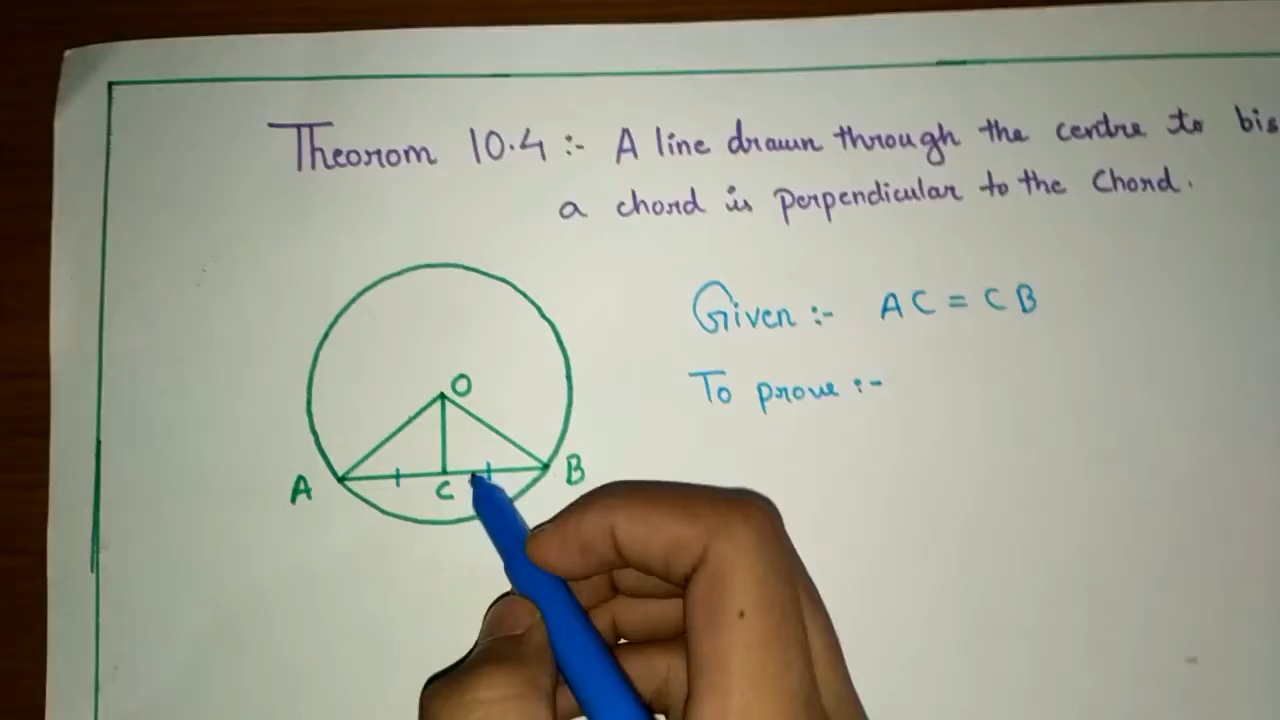 Theorom 10.4 :- A line drawn through the centre to bis
a chord is perpendicular to the Chord.
Given :- AC = CB
To prove :-
O
A C B